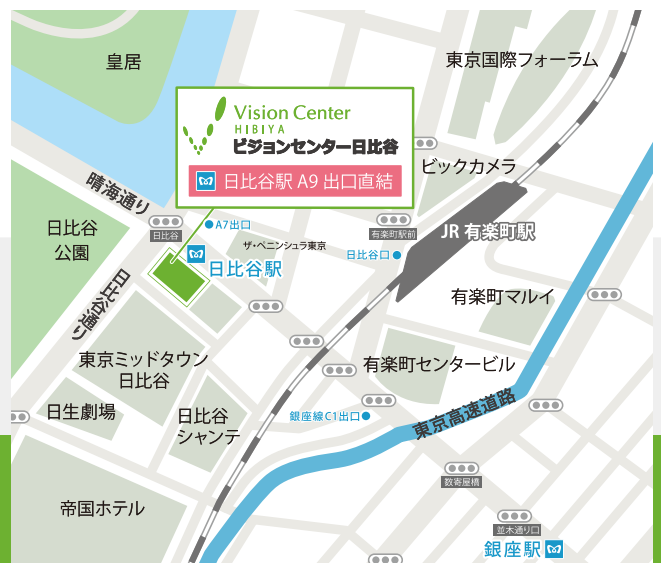 皇居
東京国際フォーラム
Vision Center
HIBIYA
ビジョンセンター日比谷
日比谷駅 A9 出口直結
ビックカメラ
晴海通り
日比谷
公園
日比谷
A7出口
有楽町駅前
JR 有楽町駅
ザ・ペニンシュラ東京
日比谷口
日比谷駅
日比谷通り
有楽町マルイ
東京ミッドタウン
日比谷
有楽町センタービル
日生劇場
日比谷
シャンテ
銀座線C1出口
東京高速道路
数寄屋橋
帝国ホテル
並木通り口
銀座駅